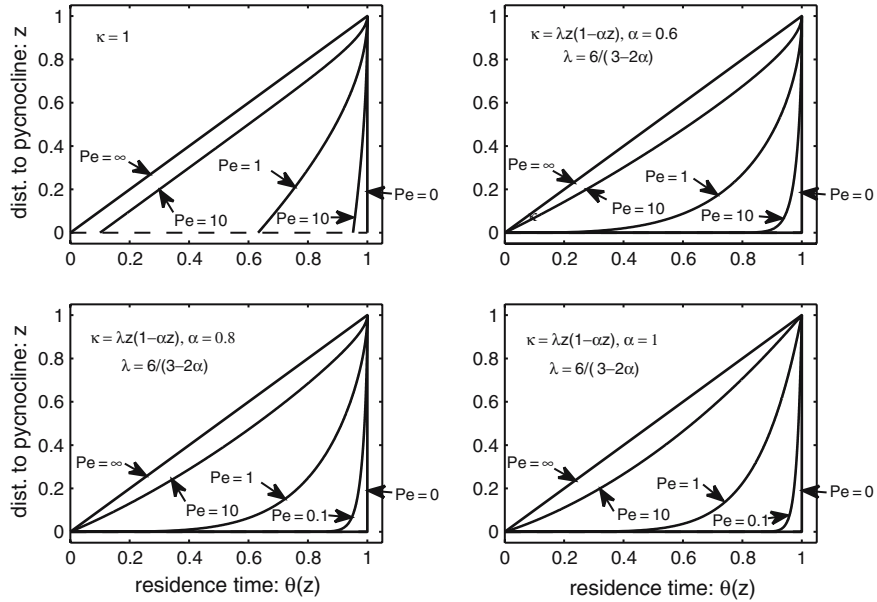 κ = 1
dist. to pycnocline: z
1
0.8
0.6
0.4
0.2
0
Pe = ∞
Pe = 10
Pe = 1
Pe = 10
Pe = 0
0
0.2
0.4
0.6
0.8
1
κ = λz(1−αz), α = 0.6
λ = 6/(3−2α)
1
0.8
0.6
0.4
0.2
0
Pe = ∞
κ
Pe = 10
Pe = 1
Pe = 10
Pe = 0
0
0.2
0.4
0.6
0.8
1
κ = λz(1−αz), α = 0.8
λ = 6/(3−2α)
dist. to pycnocline: z
1
0.8
0.6
0.4
0.2
0
Pe = ∞
Pe = 10
Pe = 1
Pe = 0.1
Pe = 0
0
0.2
0.4
0.6
0.8
1
residence time: θ(z)
κ = λz(1−αz), α = 1
λ = 6/( 3−2α)
1
0.8
0.6
0.4
0.2
0
Pe = ∞
Pe = 10
Pe = 1
Pe = 0.1
Pe = 0
0
0.2
0.4
0.6
0.8
1
residence time: θ(z)